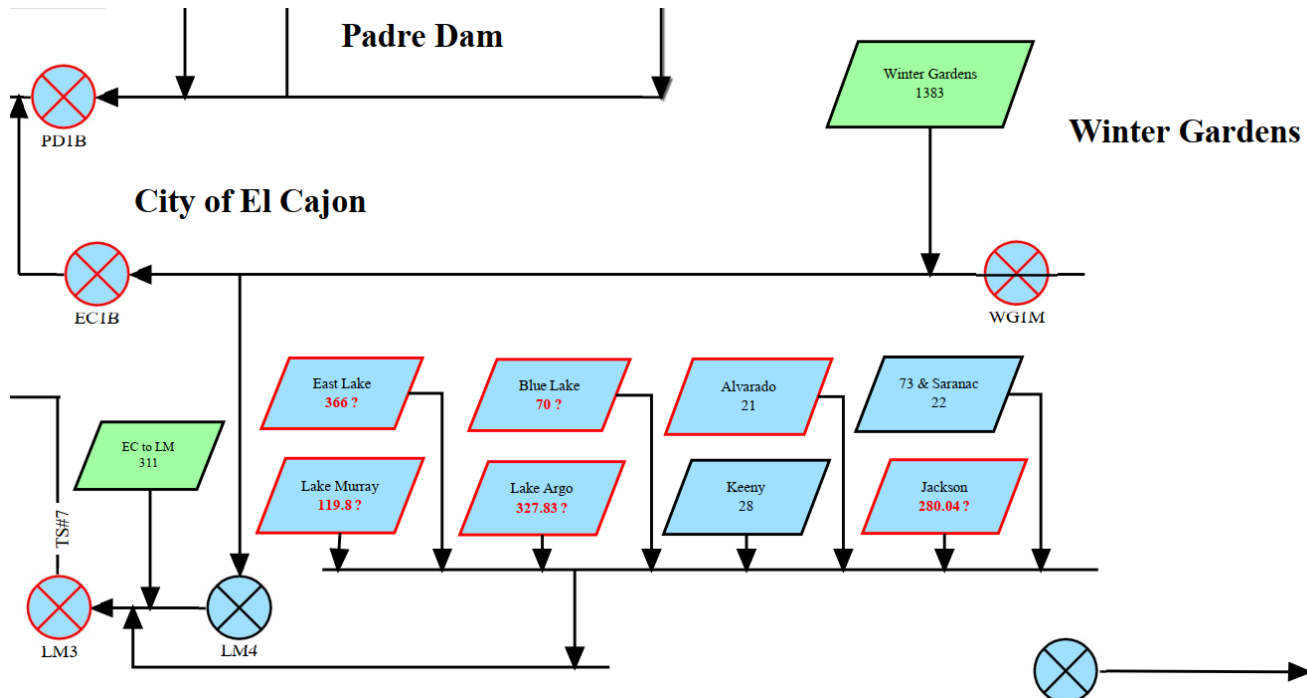 Padre Dam
Winter Gardens
1383
Winter Gardens
PD1B
City of El Cajon
EC1B
WG1M
East Lake
366 ?
Blue Lake
70 ?
Alvarado
21
73 & Saranac
22
EC to LM
311
Lake Murray
119.8 ?
Lake Argo
327.83 ?
Keeny
28
Jackson
280.04 ?
TS#7
LM3
LM4